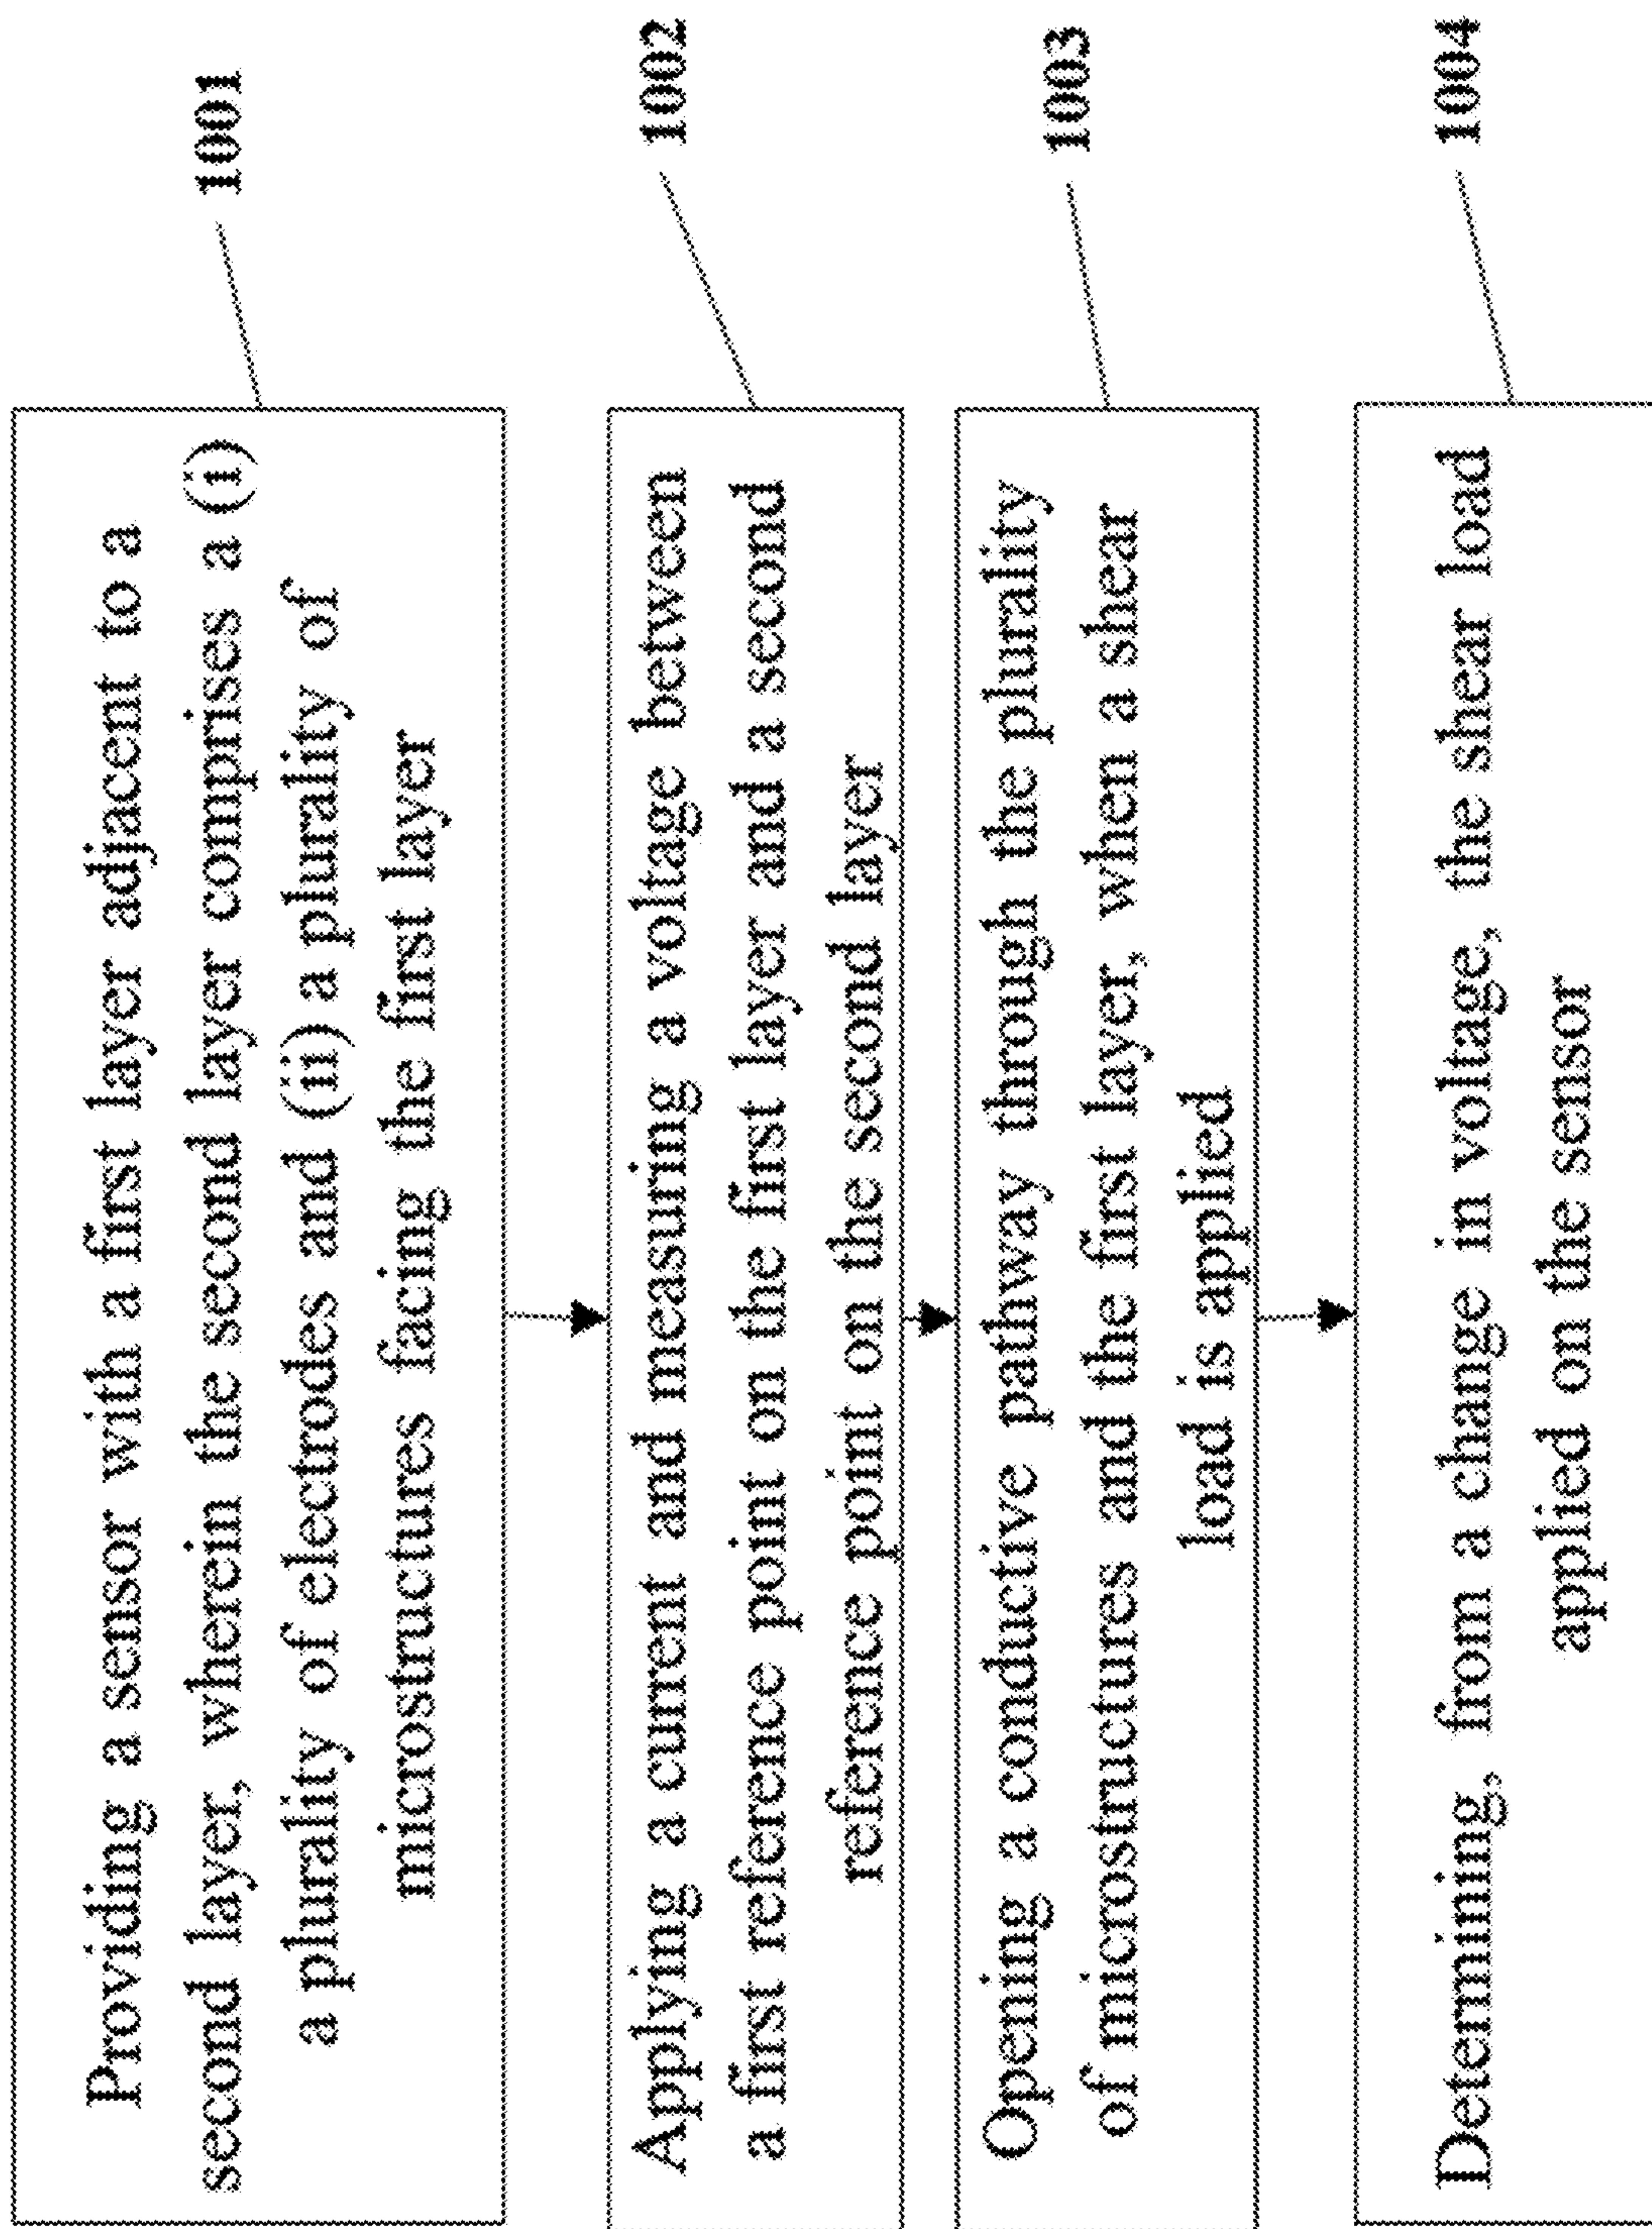 Providing a sensor with a first layer adjacent to a
second layer, wherein the second layer comprises a (i)
a plurality of electrodes and (ii) a plurality of
microstructures facing the first layer
1001
Applying a current and measuring a voltage between
a first reference point on the first layer and a second
reference point on the second layer
1002
Opening a conductive pathway through the plurality
of microstructures and the first layer, when a shear
load is applied
1003
Determining, from a change in voltage, the shear load
applied on the sensor
1004